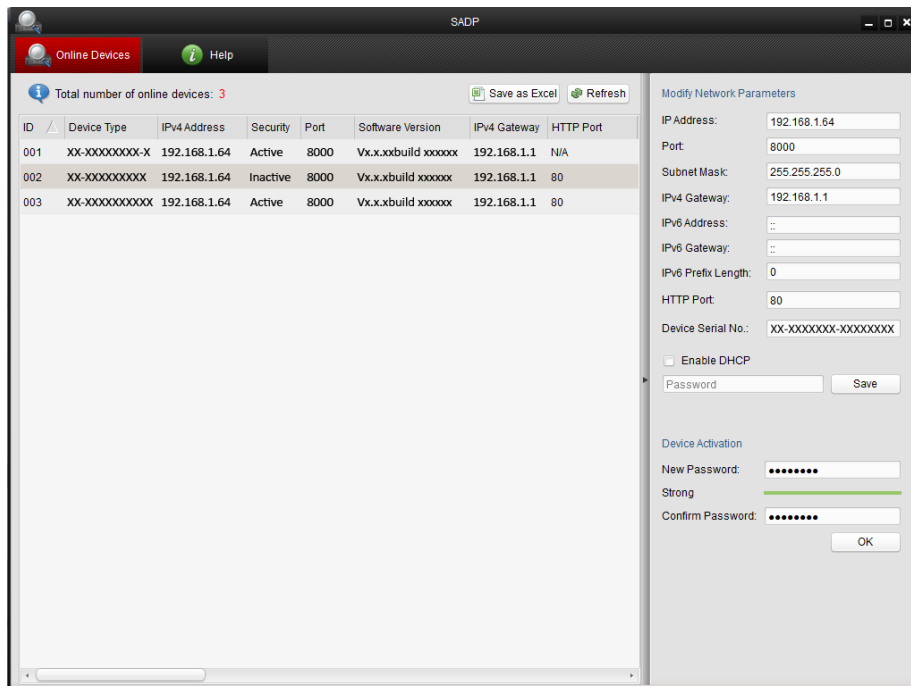 SADP
Online Devices
Help
Total number of online devices: 3
Save as Excel
Refresh
ID Device Type IPv4 Address Security Port Software Version IPv4 Gateway HTTP Port
001 XX-XXXXXXXX-X 192.168.1.64 Active 8000 Vx.x.xxbuild xxxxxx 192.168.1.1 N/A
002 XX-XXXXXXXXX 192.168.1.64 Inactive 8000 Vx.x.xbuild xxxxxx 192.168.1.1 80
003 XX-XXXXXXXXXX 192.168.1.64 Active 8000 Vx.x.xbuild xxxxxx 192.168.1.1 80
Modify Network Parameters
IP Address: 192.168.1.64
Port: 8000
Subnet Mask: 255.255.255.0
IPv4 Gateway: 192.168.1.1
IPv6 Address: ::
IPv6 Gateway: ::
IPv6 Prefix Length: 0
HTTP Port: 80
Device Serial No.: XX-XXXXXXX-XXXXXXXX
Enable DHCP
Password Save
Device Activation
New Password: ●●●●●●●●
Strong
Confirm Password: ●●●●●●●●
OK